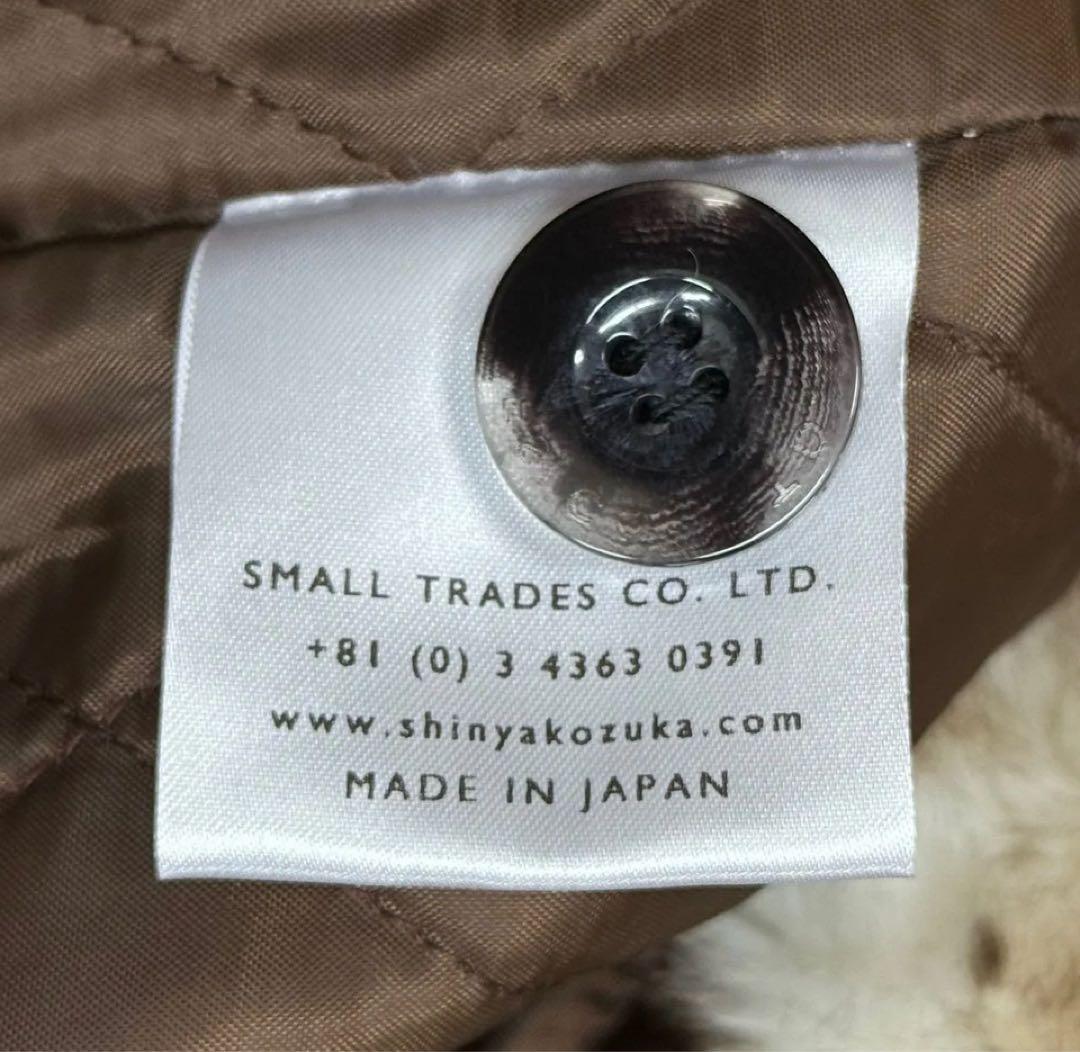 SMALL TRADES CO. LTD.
+81 (0) 3 4363 0391
www.shinyakozuka.com
MADE IN JAPAN